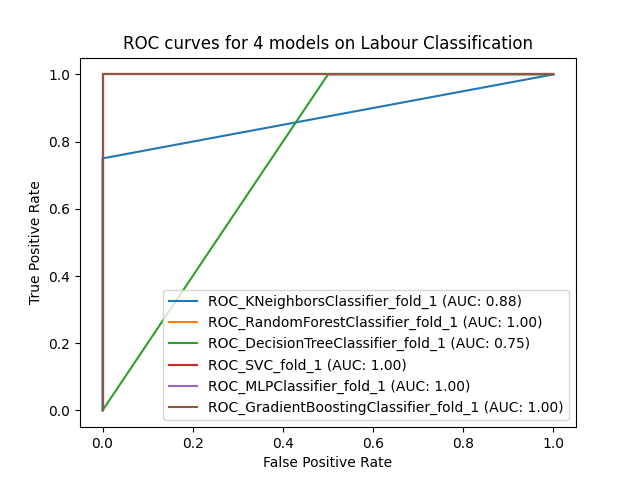 ROC curves for 4 models on Labour Classification
True Positive Rate
1.0
0.8
0.6
0.4
0.2
0.0
ROC_KNeighborsClassifier_fold_1 (AUC: 0.88)
ROC_RandomForestClassifier_fold_1 (AUC: 1.00)
ROC_DecisionTreeClassifier_fold_1 (AUC: 0.75)
ROC_SVC_fold_1 (AUC: 1.00)
ROC_MLPClassifier_fold_1 (AUC: 1.00)
ROC_GradientBoostingClassifier_fold_1 (AUC: 1.00)
0.0 0.2 0.4 0.6 0.8 1.0
False Positive Rate